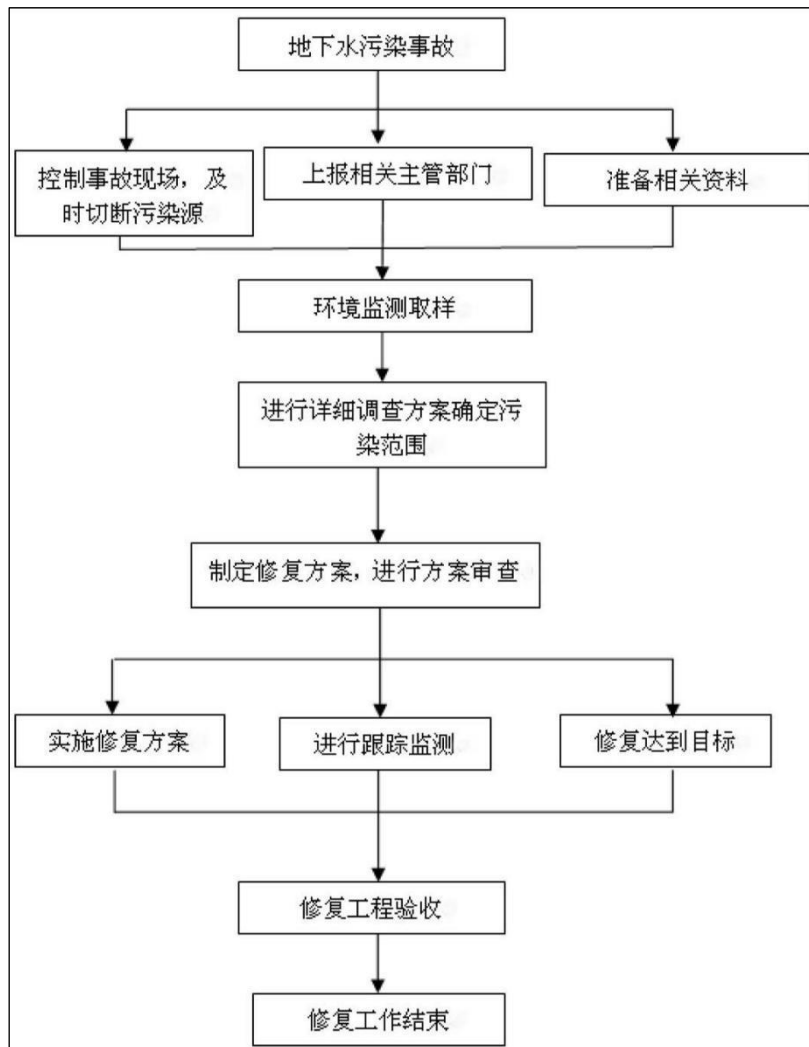 地下水污染事故
控制事故现场，及
时切断污染源
上报相关主管部门
准备相关资料
环境监测取样
进行详细调查方案确定污
染范围
制定修复方案，进行方案审查
实施修复方案
进行跟踪监测
修复达到目标
修复工程验收
修复工作结束